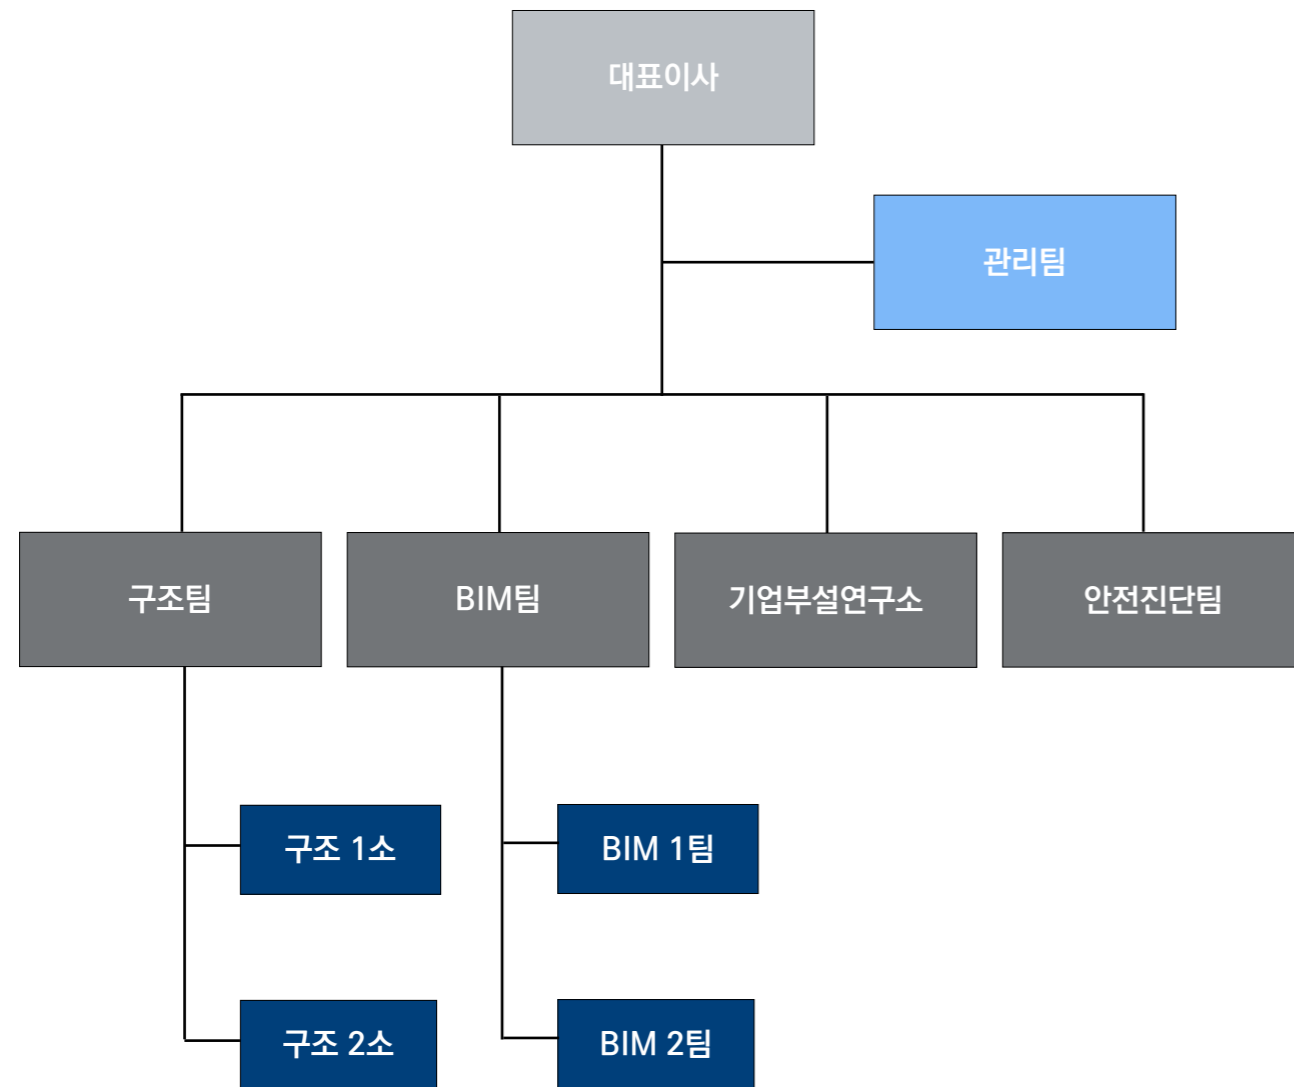 대표이사
관리팀
구조팀
BIM팀
기업부설연구소
안전진단팀
구조 1소
BIM 1팀
구조 2소
BIM 2팀